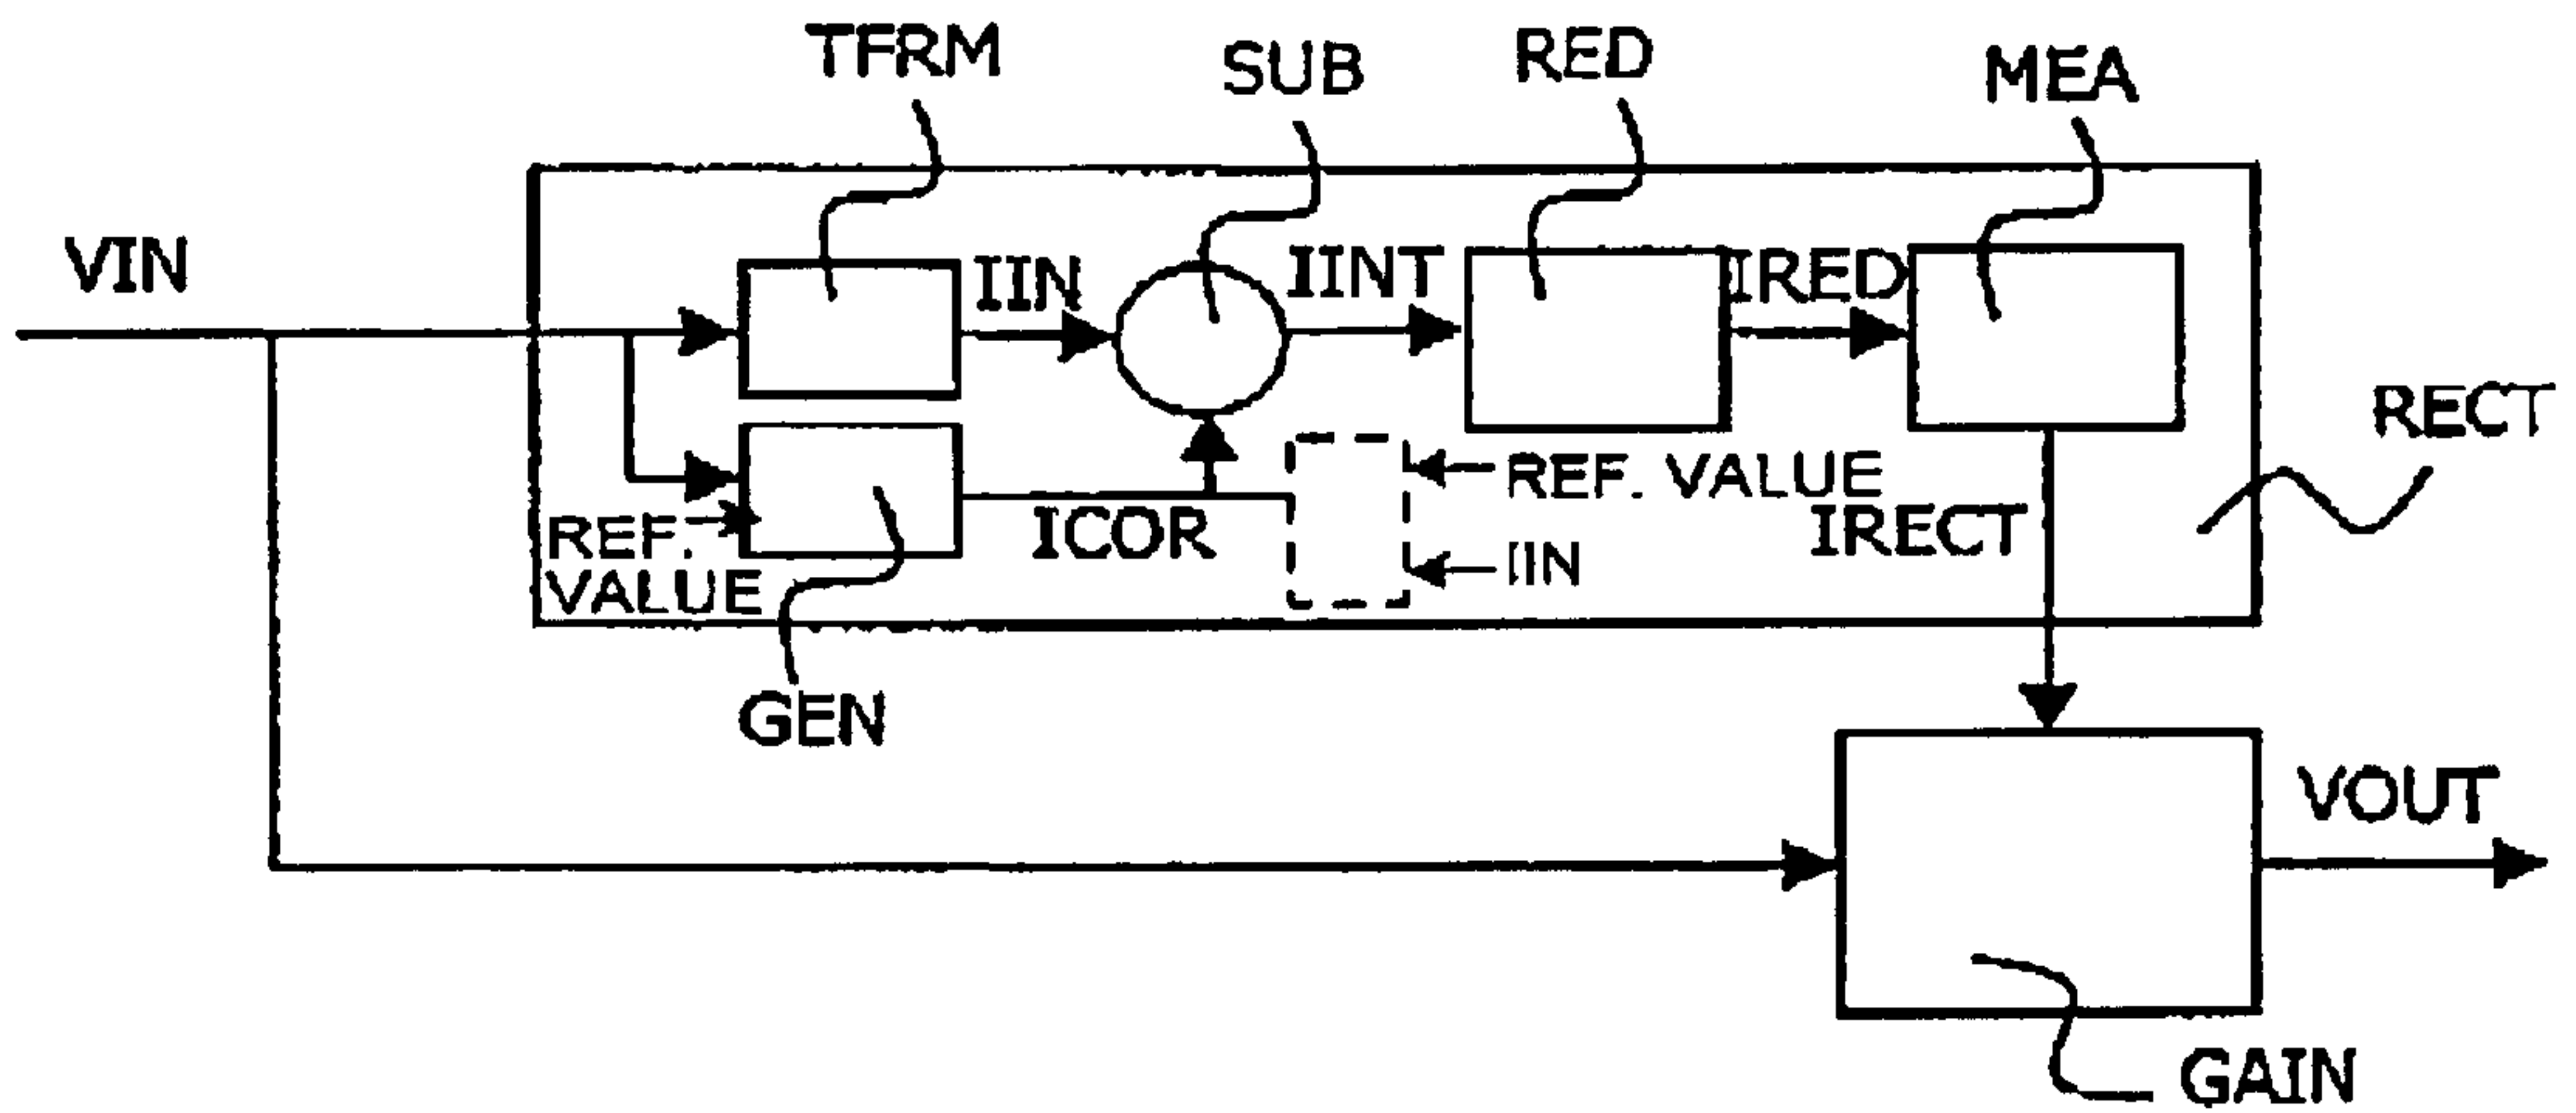 TFRM
SUB
RED
MEA
VIN
IIN
IINT
IRED
RECT
REF. VALUE
REF.
VALUE
ICOR
IIN
IRECT
GEN
VOUT
GAIN